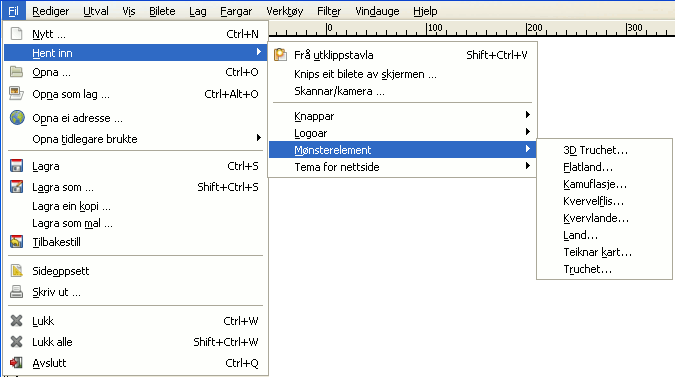 Fil Rediger Utval Vis Bilete Lag Fargar Verktøy Filter Vindauge Hjelp
0 100 200 300
Nytt ... Ctrl+N
Hent inn
Opna ... Ctrl+O
Opna som lag ... Ctrl+Alt+O
Opna ei adresse ...
Opna tidlegare brukte
Lagra Ctrl+S
Lagra som ... Shift+Ctrl+S
Lagra ein kopi ...
Lagra som mal ...
Tilbakestill
Sideoppsett
Skriv ut ...
Lukk Ctrl+W
Lukk alle Shift+Ctrl+W
Avslutt Ctrl+Q
Frå utklippstavla Shift+Ctrl+V
Knips eit bilete av skjermen ...
Skannar/kamera ...
Knappar
Logoar
Mønsterelement
Tema for nettside
3D Truchet...
Flatland...
Kamuflasje...
Kvervelflis...
Kvervlande...
Land...
Teiknar kart...
Truchet...